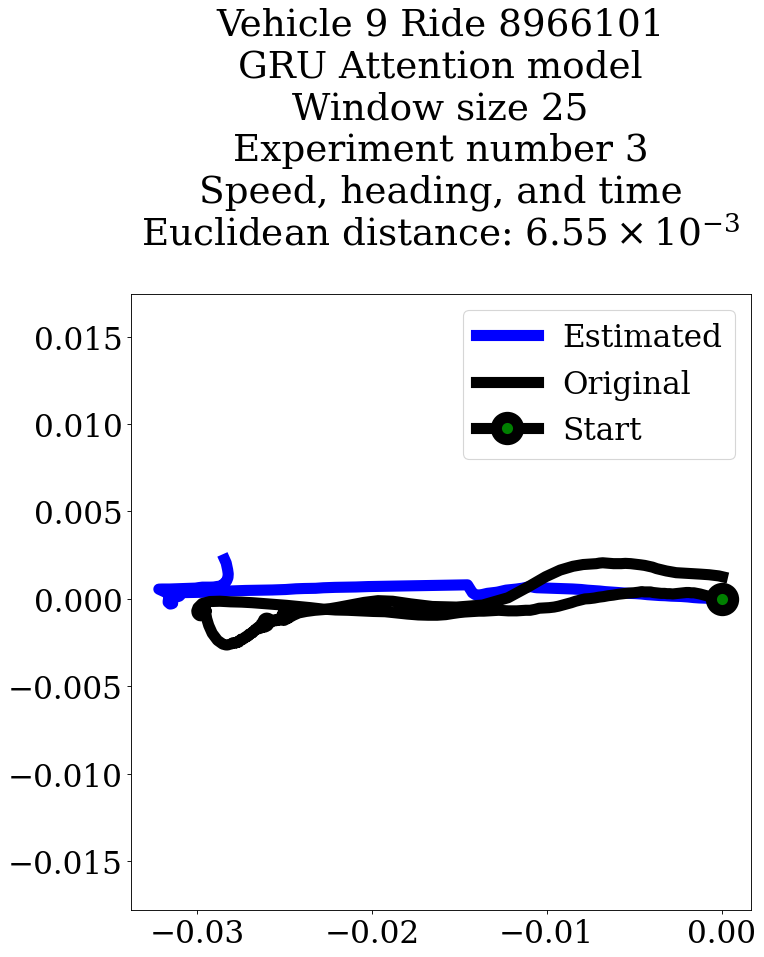 Vehicle 9 Ride 8966101
GRU Attention model
Window size 25
Experiment number 3
Speed, heading, and time
Euclidean distance: 6.55 × 10⁻³
Estimated
Original
Start
0.015
0.010
0.005
0.000
−0.005
−0.010
−0.015
−0.03 −0.02 −0.01 0.00